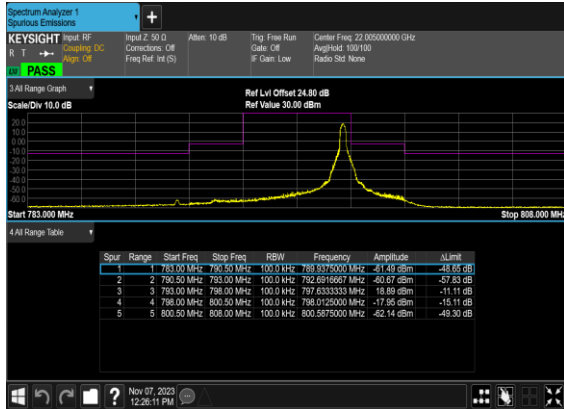 Spectrum Analyzer 1
Spurious Emissions
+
KEYSIGHT Input: RF Input Z: 50 Ω Atten: 10 dB Trig: Free Run Center Freq: 22.005000000 GHz
R T Coupling: DC Corrections: Off Gate: Off Avg|Hold: 100/100
Align: Off Freq Ref: Int (S) IF Gain: Low Radio Std: None
PASS
3 All Range Graph Ref Lvl Offset 24.80 dB
Scale/Div 10.0 dB Ref Value 30.00 dBm
20.0
10.0
0.00
-10.0
-20.0
-30.0
-40.0
-50.0
-60.0
Start 783.000 MHz Stop 808.000 MHz
4 All Range Table
Spur Range Start Freq Stop Freq RBW Frequency Amplitude ΔLimit
1 1 783.00 MHz 790.50 MHz 100.0 kHz 789.9375000 MHz -61.49 dBm -48.65 dB
2 2 790.50 MHz 793.00 MHz 100.0 kHz 792.6916667 MHz -60.67 dBm -57.83 dB
3 3 793.00 MHz 798.00 MHz 100.0 kHz 797.6333333 MHz 18.89 dBm -11.11 dB
4 4 798.00 MHz 800.50 MHz 100.0 kHz 798.0125000 MHz -17.95 dBm -15.11 dB
5 5 800.50 MHz 808.00 MHz 100.0 kHz 800.5875000 MHz -62.14 dBm -49.30 dB
? Nov 07, 2023
12:26:11 PM